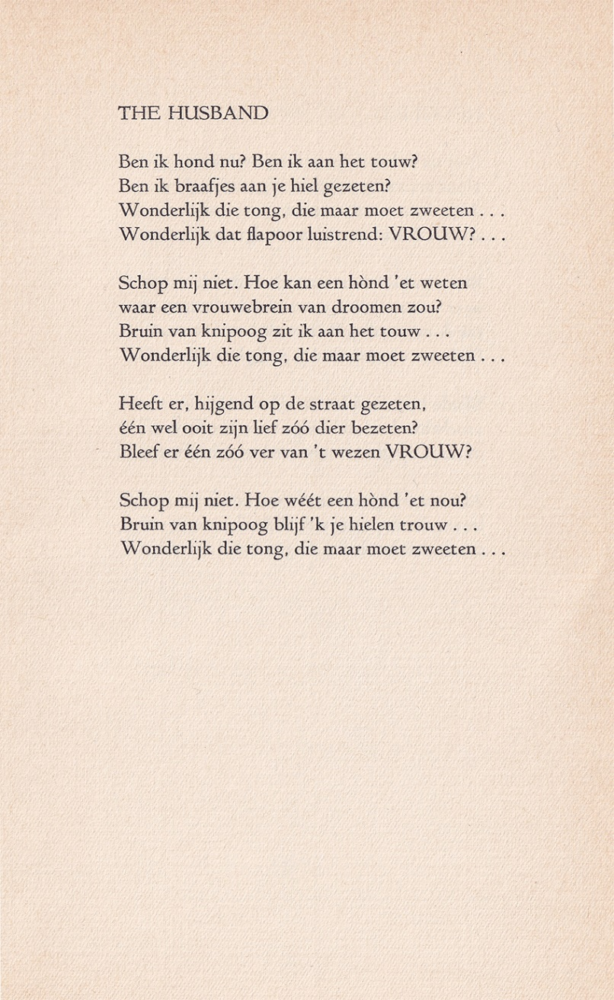 THE HUSBAND
Ben ik hond nu? Ben ik aan het touw?
Ben ik braafjes aan je hiel gezeten?
Wonderlijk die tong, die maar moet zweeten . . .
Wonderlijk dat flapoor luistrend: VROUW? . . .
Schop mij niet. Hoe kan een hònd 'et weten
waar een vrouwebrein van droomen zou?
Bruin van knipoog zit ik aan het touw . . .
Wonderlijk die tong, die maar moet zweeten . . .
Heeft er, hijgend op de straat gezeten,
één wel ooit zijn lief zóó dier bezeten?
Bleef er één zóó ver van 't wezen VROUW?
Schop mij niet. Hoe wéét een hònd 'et nou?
Bruin van knipoog blijf 'k je hielen trouw . . .
Wonderlijk die tong, die maar moet zweeten . . .